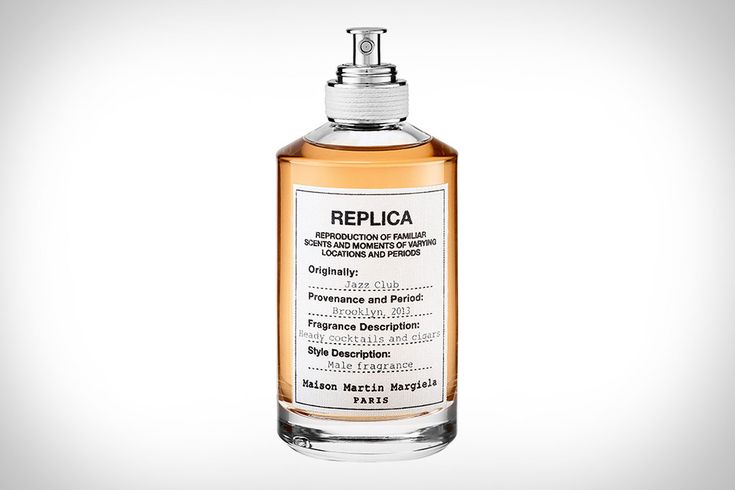 REPLICA
REPRODUCTION OF FAMILIAR
SCENTS AND MOMENTS OF VARYING
LOCATIONS AND PERIODS
Originally:
Jazz Club
Provenance and Period:
Brooklyn, 2013
Fragrance Description:
Heady cocktails and cigars
Style Description:
Male fragrance
Maison Martin Margiela
PARIS